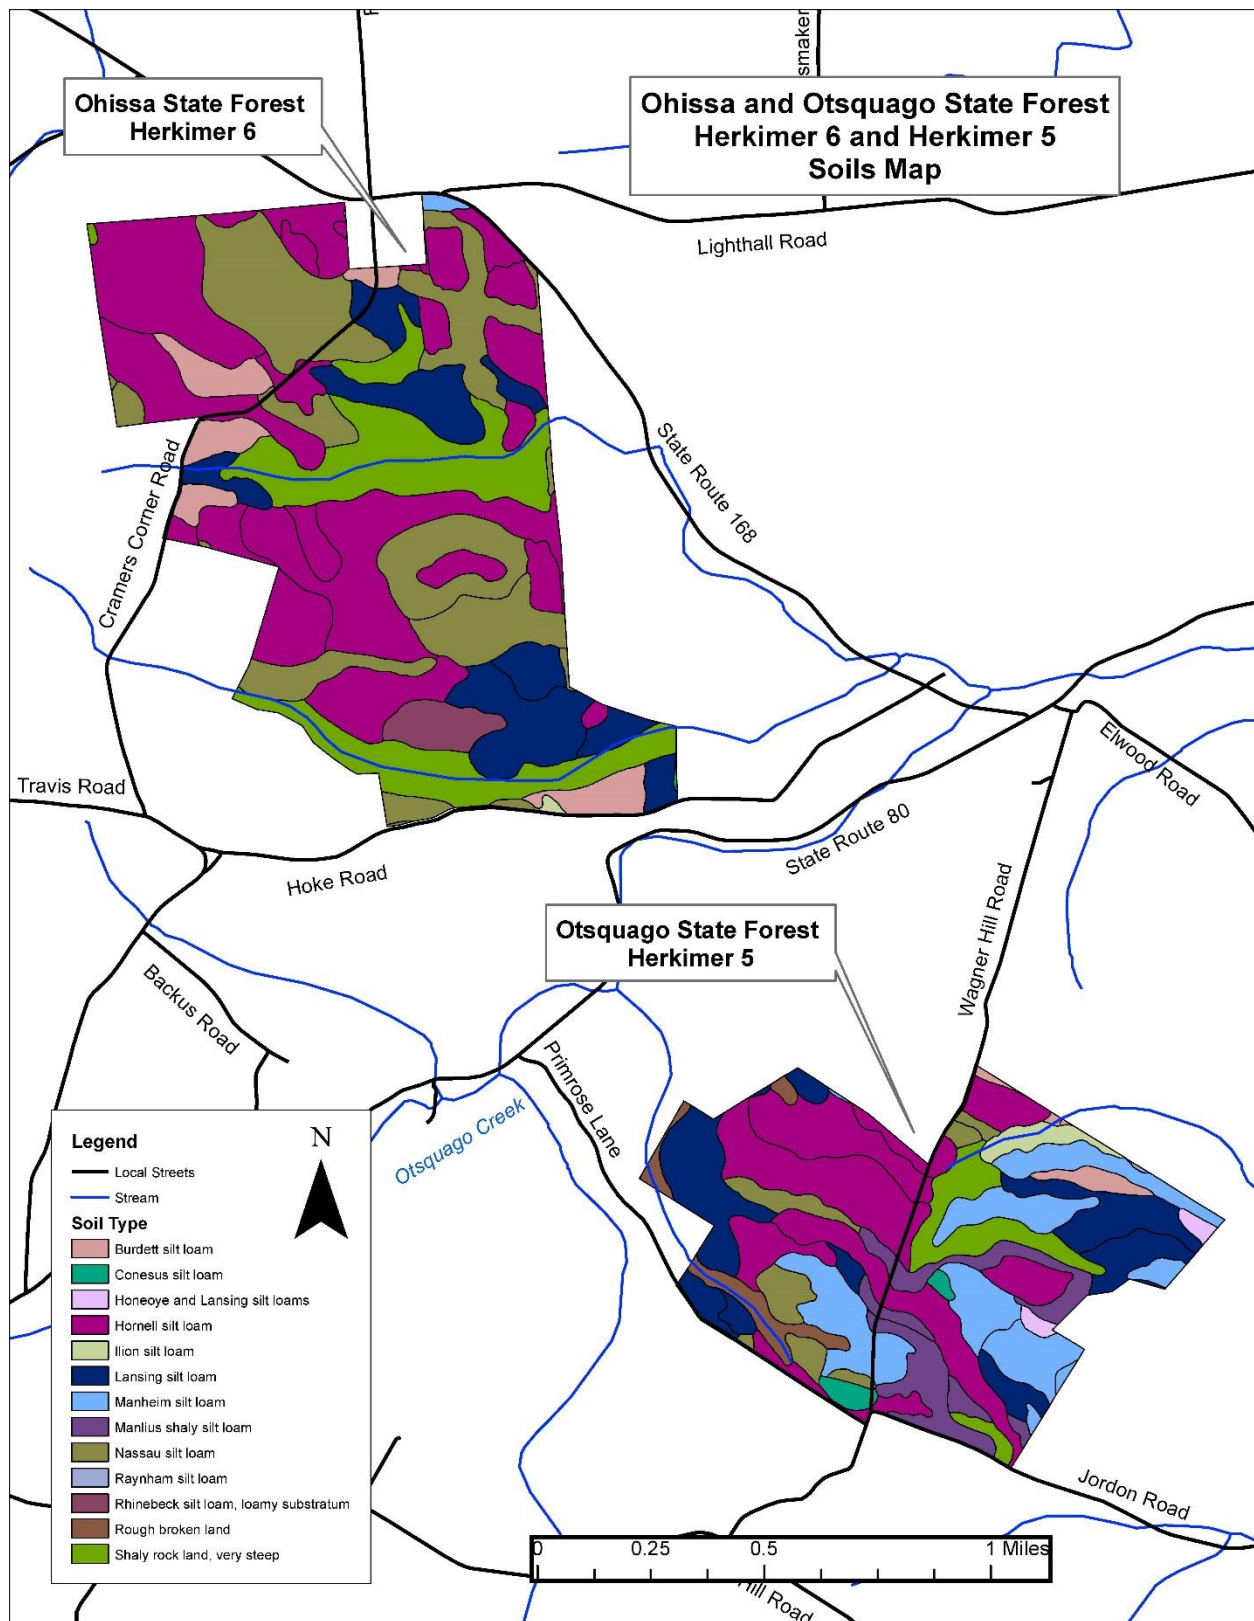 smaker
Ohissa State Forest
Herkimer 6
Ohissa and Otsquago State Forest
Herkimer 6 and Herkimer 5
Soils Map
Lighthall Road
State Route 168
Cramers Corner Road
Travis Road
Hoke Road
Elwood Road
State Route 80
Wagner Hill Road
Otsquago State Forest
Herkimer 5
Backus Road
Primrose Lane
Otsquago Creek
Legend
N
Local Streets
Stream
Soil Type
Burdett silt loam
Conesus silt loam
Honeoye and Lansing silt loams
Hornell silt loam
Ilion silt loam
Lansing silt loam
Manheim silt loam
Manlius shaly silt loam
Nassau silt loam
Raynham silt loam
Rhinebeck silt loam, loamy substratum
Rough broken land
Shaly rock land, very steep
Jordon Road
0 0.25 0.5 1 Miles
Hill Road